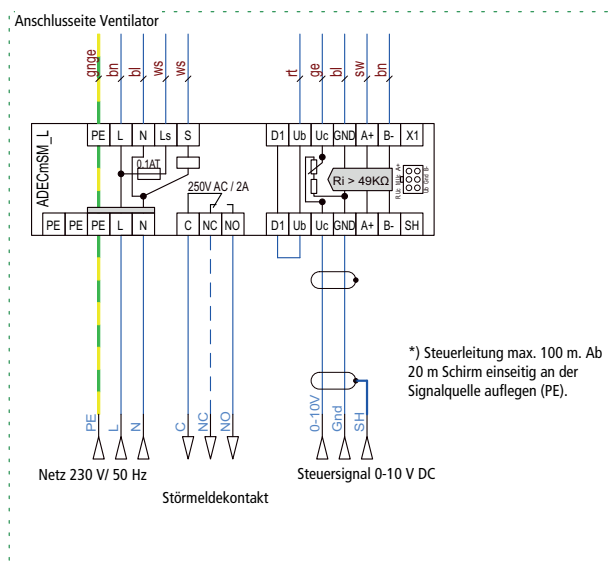 Anschlussseite Ventilator
gnge bn bl ws ws rt ge bl sw bn
ADECmSM_L
PE L N Ls S D1 Ub Uc GND A+ B- X1
0.1AT
250V AC / 2A
Ri > 49KΩ
A+
B-
Ub Gnd
PE PE PE L N C NC NO D1 Ub Uc GND A+ B- SH
*) Steuerleitung max. 100 m. Ab
20 m Schirm einseitig an der
Signalquelle auflegen (PE).
PE L N C NC NO 0-10V Gnd SH
Netz 230 V/ 50 Hz
Steuersignal 0-10 V DC
Störmeldekontakt